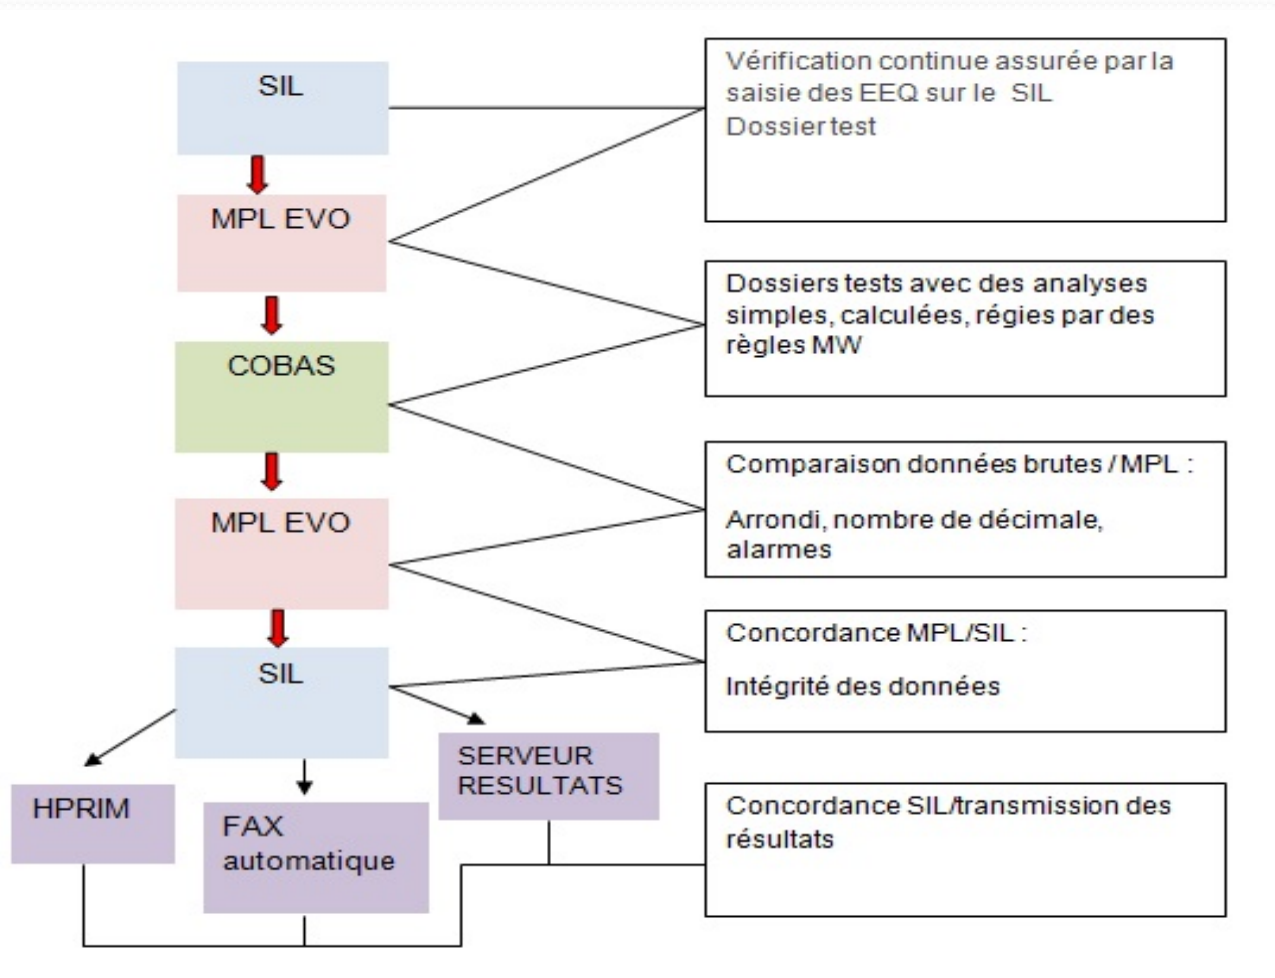 SIL
Vérification continue assurée par la
saisie des EEQ sur le SIL
Dossier test
MPL EVO
Dossiers tests avec des analyses
simples, calculées, régies par des
règles MW
COBAS
Comparaison données brutes / MPL :
Arrondi, nombre de décimale,
alarmes
MPL EVO
Concordance MPL/SIL :
Intégrité des données
SIL
SERVEUR
RESULTATS
HPRIM
FAX
automatique
Concordance SIL/transmission des
résultats